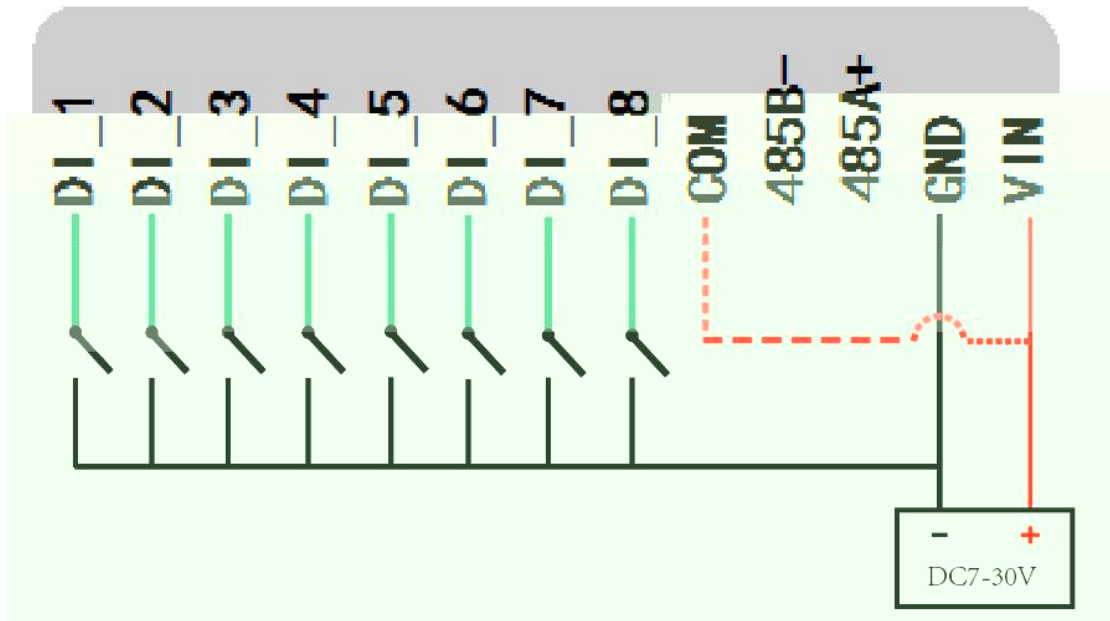 DI_1
DI_2
DI_3
DI_4
DI_5
DI_6
DI_7
DI_8
COM
485B-
485A+
GND
VIN
- +
DC7-30V